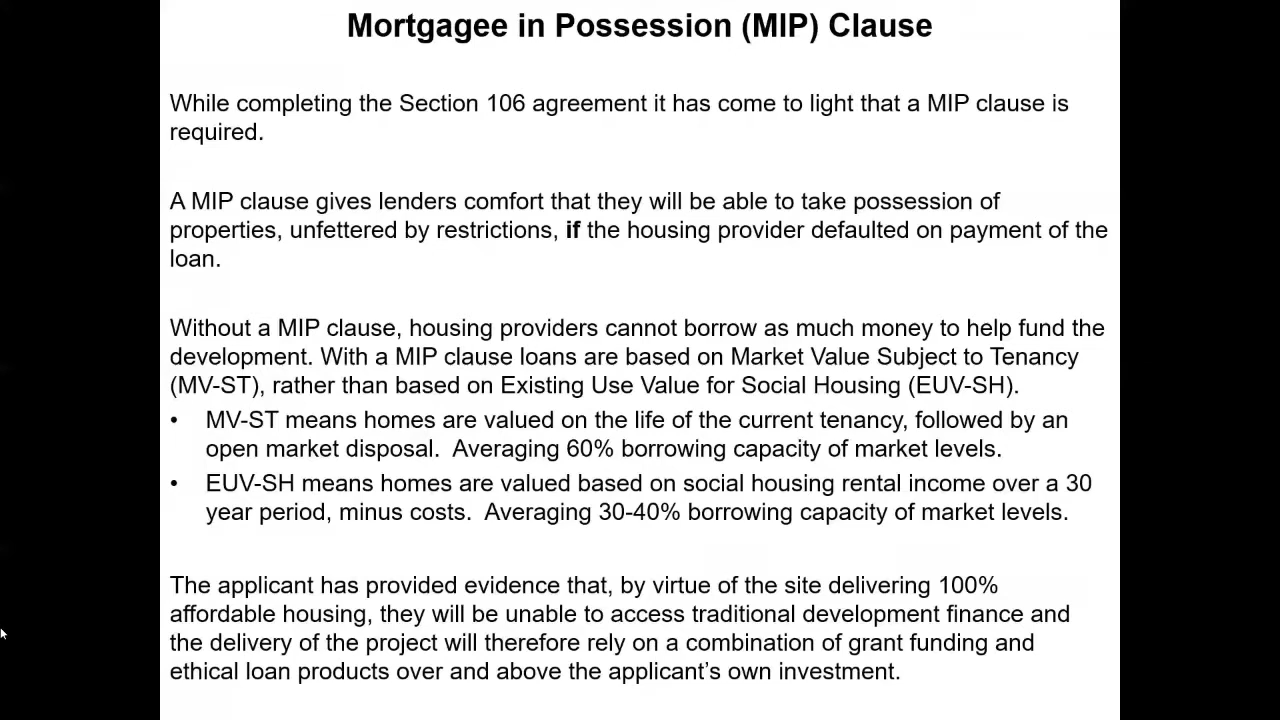 Mortgagee in Possession (MIP) Clause
While completing the Section 106 agreement it has come to light that a MIP clause is
required.
A MIP clause gives lenders comfort that they will be able to take possession of
properties, unfettered by restrictions, if the housing provider defaulted on payment of the
loan.
Without a MIP clause, housing providers cannot borrow as much money to help fund the
development. With a MIP clause loans are based on Market Value Subject to Tenancy
(MV-ST), rather than based on Existing Use Value for Social Housing (EUV-SH).
• MV-ST means homes are valued on the life of the current tenancy, followed by an
open market disposal. Averaging 60% borrowing capacity of market levels.
• EUV-SH means homes are valued based on social housing rental income over a 30
year period, minus costs. Averaging 30-40% borrowing capacity of market levels.
The applicant has provided evidence that, by virtue of the site delivering 100%
affordable housing, they will be unable to access traditional development finance and
the delivery of the project will therefore rely on a combination of grant funding and
ethical loan products over and above the applicant’s own investment.